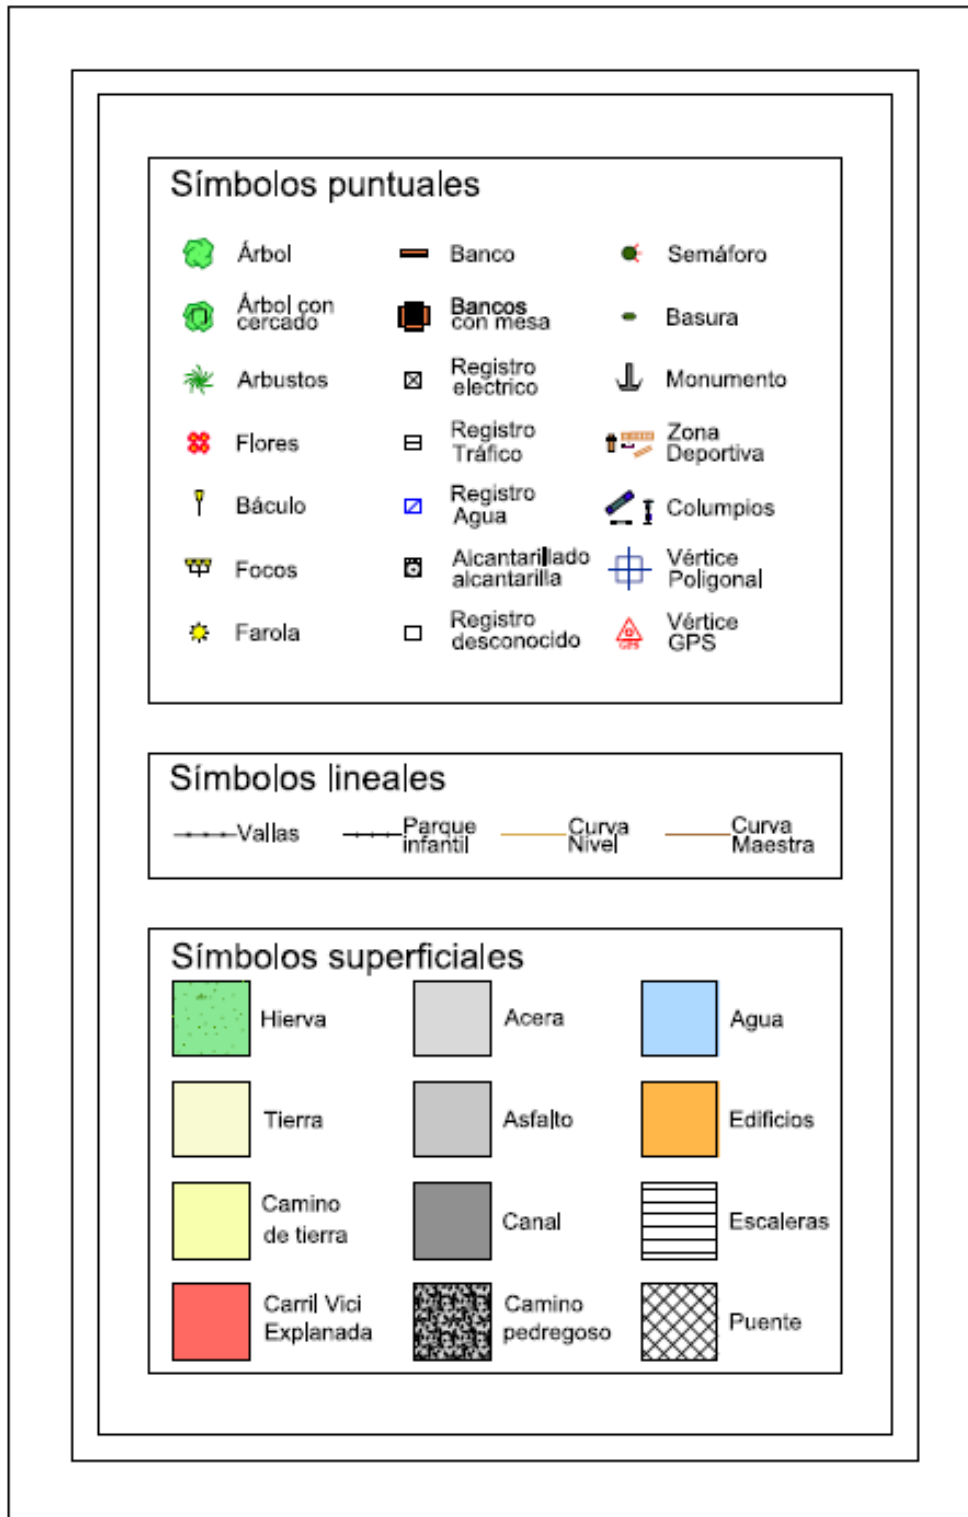 Símbolos puntuales
Árbol
Banco
Semáforo
Árbol con
cercado
Bancos
con mesa
Basura
Arbustos
Registro
electrico
Monumento
Flores
Registro
Tráfico
Zona
Deportiva
Báculo
Registro
Agua
Columpios
Focos
Alcantarillado
alcantarilla
Vértice
Poligonal
Farola
Registro
desconocido
GPS
Vértice
GPS
Símbolos lineales
Vallas
Parque
infantil
Curva
Nivel
Curva
Maestra
Símbolos superficiales
Hierva
Acera
Agua
Tierra
Asfalto
Edificios
Camino
de tierra
Canal
Escaleras
Carril Vici
Explanada
Camino
pedregoso
Puente